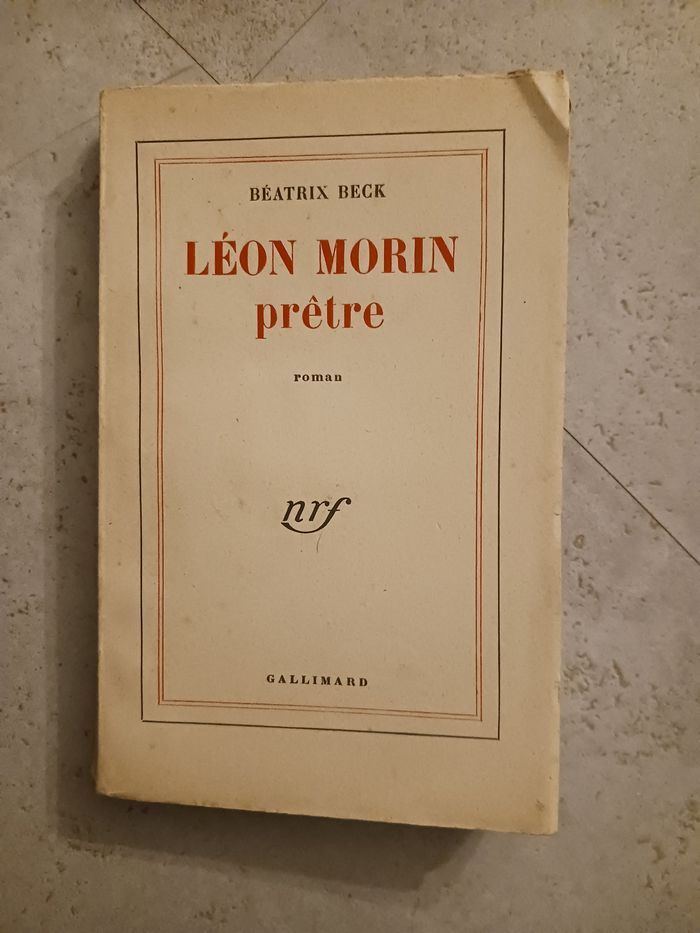 BÉATRIX BECK
LÉON MORIN
prêtre
roman
nrf
GALLIMARD